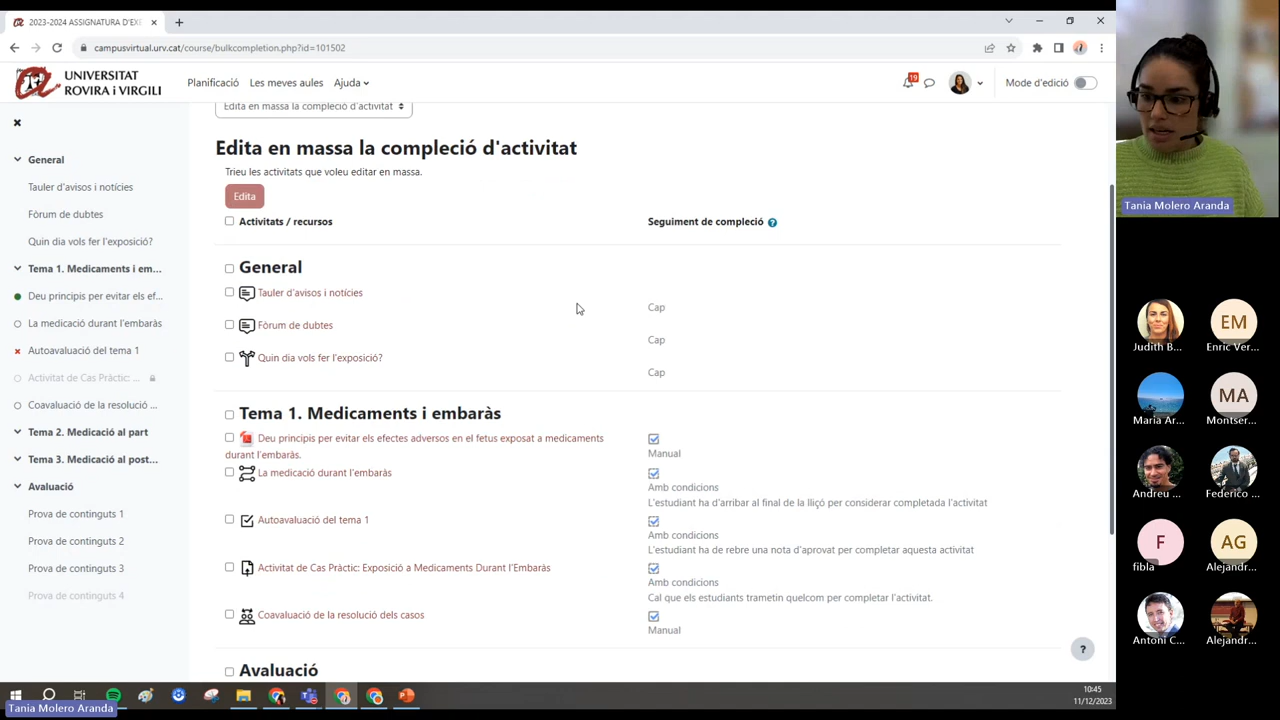 2023-2024 ASSIGNATURA D'EXE
campusvirtual.urv.cat/course/bulkcompletion.php?id=101502
UNIVERSITAT
ROVIRA i VIRGILI
Planificació
Les meves aules
Ajuda
19
Mode d'edició
General
Tauler d'avisos i notícies
Fòrum de dubtes
Quin dia vols fer l'exposició?
Tema 1. Medicaments i em...
Deu principis per evitar els ef...
La medicació durant l'embaràs
Autoavaluació del tema 1
Activitat de Cas Pràctic: ...
Coavaluació de la resolució ...
Tema 2. Medicació al part
Tema 3. Medicació al post...
Avaluació
Prova de continguts 1
Prova de continguts 2
Prova de continguts 3
Prova de continguts 4
Edita en massa la compleció d'activitat
Edita en massa la compleció d'activitat
Trieu les activitats que voleu editar en massa.
Edita
Activitats / recursos
Seguiment de compleció
General
Tauler d'avisos i notícies
Cap
Fòrum de dubtes
Cap
Quin dia vols fer l'exposició?
Cap
Tema 1. Medicaments i embaràs
Deu principis per evitar els efectes adversos en el fetus exposat a medicaments
durant l'embaràs.
Manual
La medicació durant l'embaràs
Amb condicions
L'estudiant ha d'arribar al final de la lliçó per considerar completada l'activitat
Autoavaluació del tema 1
Amb condicions
L'estudiant ha de rebre una nota d'aprovat per completar aquesta activitat
Activitat de Cas Pràctic: Exposició a Medicaments Durant l'Embaràs
Amb condicions
Cal que els estudiants trametin quelcom per completar l'activitat.
Coavaluació de la resolució dels casos
Manual
Avaluació
?
10:45
11/12/2023
Tania Molero Aranda
Tania Molero Aranda
Judith B...
EM
Enric Ver...
Maria Ar...
MA
Montser...
Andreu ...
Federico ...
F
fibla
AG
Alejandr...
Antoni C...
Alejandr...